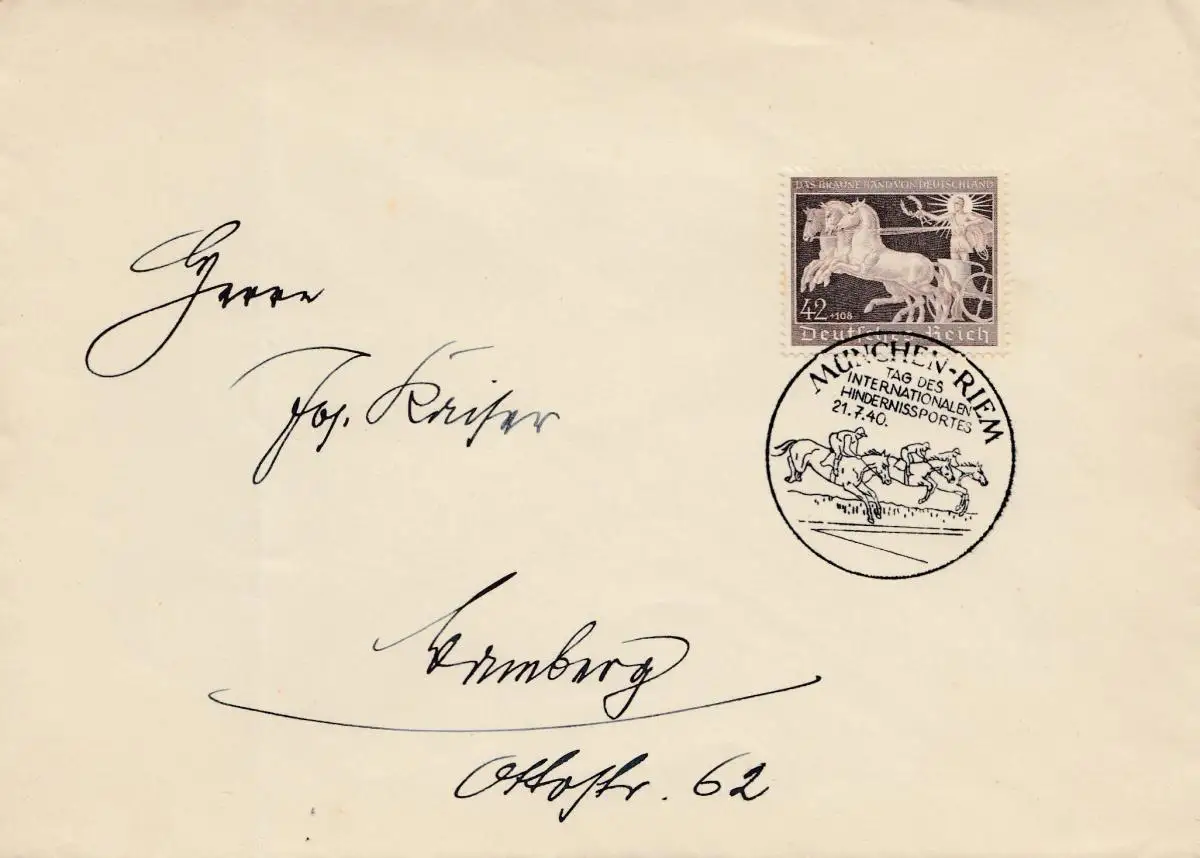 DAS BRAUNE BAND VON DEUTSCHLAND
42 +108
Deutsches Reich
MÜNCHEN-RIEM
TAG DES
INTERNATIONALEN
HINDERNISSPORTES
21.7.40.
Herrn
Jos. Kaiser
Bamberg
Ottostr. 62